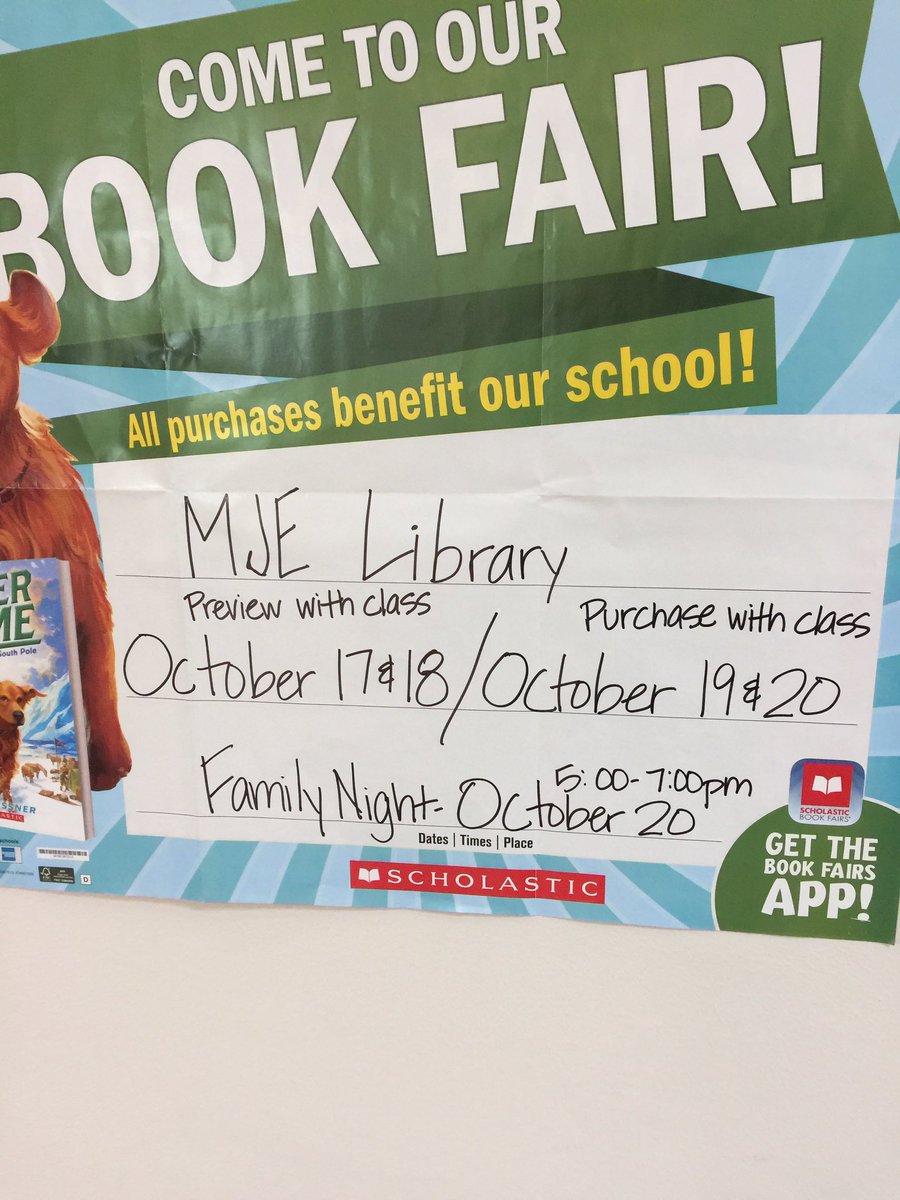 COME TO OUR
BOOK FAIR!
All purchases benefit our school!
MJE Library
Preview with class Purchase with class
October 17 & 18 / October 19 & 20
5:00-7:00pm
Family Night- October 20
Dates | Times | Place
SCHOLASTIC
SCHOLASTIC
BOOK FAIRS
GET THE
BOOK FAIRS
APP!
South Pole
D